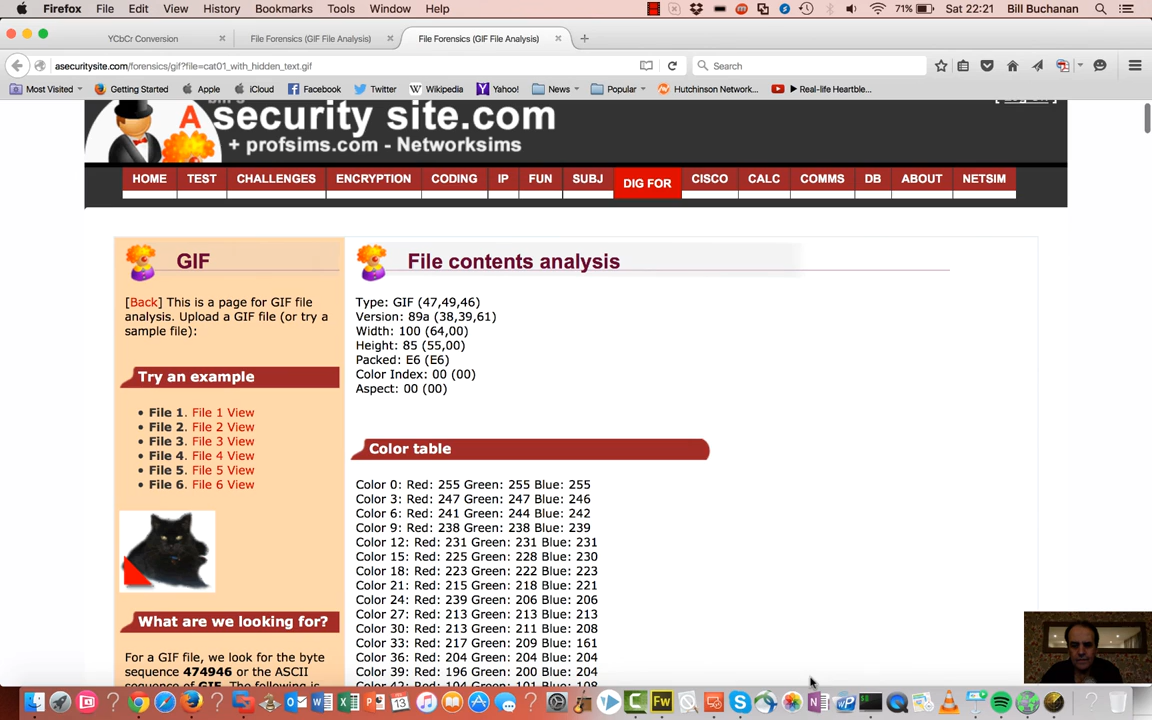 Firefox File Edit View History Bookmarks Tools Window Help 71% Sat 22:21 Bill Buchanan
YCbCr Conversion × File Forensics (GIF File Analysis) × File Forensics (GIF File Analysis) × +
asecuritysite.com/forensics/gif?file=cat01_with_hidden_text.gif Search
Most Visited Getting Started Apple iCloud Facebook Twitter Wikipedia Yahoo! News Popular Hutchinson Network... Real-life Heartble...
Asecurity site.com
+ profsims.com - Networksims
HOME TEST CHALLENGES ENCRYPTION CODING IP FUN SUBJ DIG FOR CISCO CALC COMMS DB ABOUT NETSIM
GIF
[Back] This is a page for GIF file
analysis. Upload a GIF file (or try a
sample file):
Try an example
• File 1. File 1 View
• File 2. File 2 View
• File 3. File 3 View
• File 4. File 4 View
• File 5. File 5 View
• File 6. File 6 View
What are we looking for?
For a GIF file, we look for the byte
sequence 474946 or the ASCII
File contents analysis
Type: GIF (47,49,46)
Version: 89a (38,39,61)
Width: 100 (64,00)
Height: 85 (55,00)
Packed: E6 (E6)
Color Index: 00 (00)
Aspect: 00 (00)
Color table
Color 0: Red: 255 Green: 255 Blue: 255
Color 3: Red: 247 Green: 247 Blue: 246
Color 6: Red: 241 Green: 244 Blue: 242
Color 9: Red: 238 Green: 238 Blue: 239
Color 12: Red: 231 Green: 231 Blue: 231
Color 15: Red: 225 Green: 228 Blue: 230
Color 18: Red: 223 Green: 222 Blue: 223
Color 21: Red: 215 Green: 218 Blue: 221
Color 24: Red: 239 Green: 206 Blue: 206
Color 27: Red: 213 Green: 213 Blue: 213
Color 30: Red: 213 Green: 211 Blue: 208
Color 33: Red: 217 Green: 209 Blue: 161
Color 36: Red: 204 Green: 204 Blue: 204
Color 39: Red: 196 Green: 200 Blue: 204